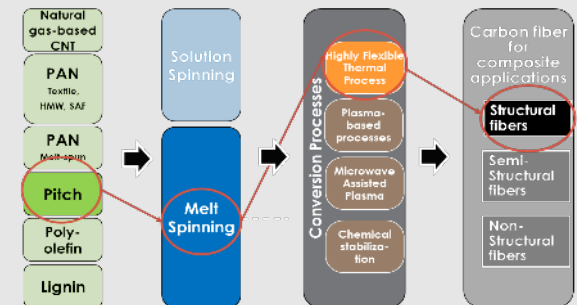 Natural
gas-based
CNT
PAN
Textile,
HMW, SAF
PAN
Melt-spun
Pitch
Poly-
olefin
Lignin
Solution
Spinning
Melt
Spinning
Conversion Processes
Highly Flexible
Thermal
Process
Plasma-
based
processes
Microwave
Assisted
Plasma
Chemical
stabiliza-
tion
Carbon fiber
for
composite
applications
Structural
fibers
Semi-
Structural
fibers
Non-
Structural
fibers